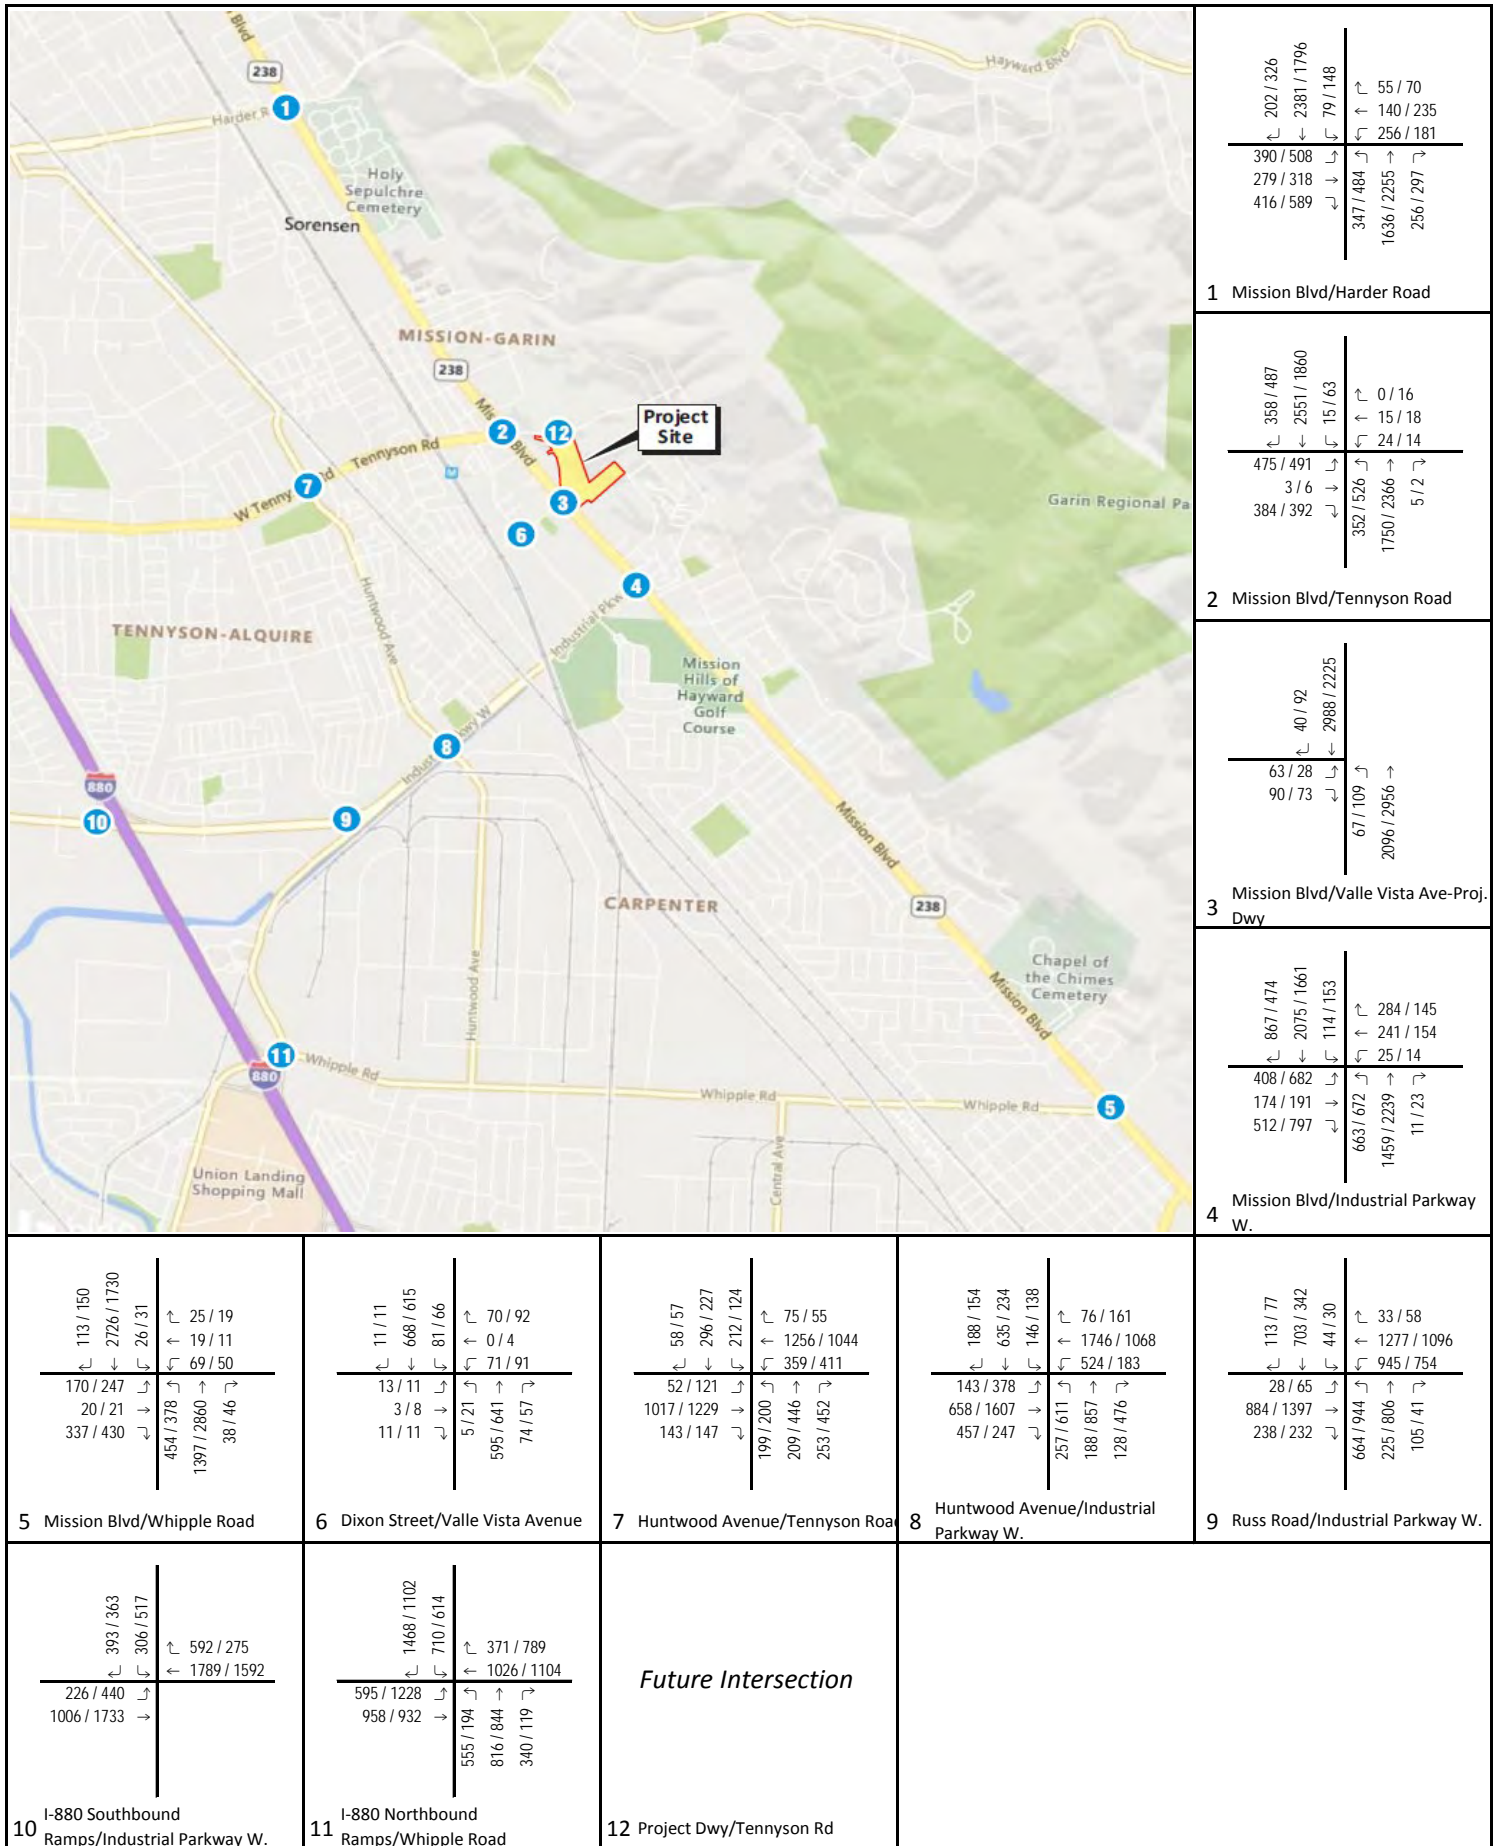 Blvd
238
1
Harder R
Hayward Blvd
Holy
Sepulchre
Cemetery
Sorensen
MISSION-GARIN
238
Mis
Blvd
2
12
Project
Site
Tennyson Rd
7
W Tenny
Rd
3
6
Garin Regional Pa
4
Huntwood Ave
Industrial Pkw
TENNYSON-ALQUIRE
Mission
Hills of
Hayward
Golf
Course
8
Indust
kwy W
880
10
9
Mission Blvd
CARPENTER
238
Huntwood Ave
Chapel of
the Chimes
Cemetery
Mission Blvd
11
880
Whipple Rd
Whipple Rd
Whipple Rd
5
Central Ave
Union Landing
Shopping Mall
202 / 326
2381 / 1796
79 / 148
↵ ↓ ↳
↑ 55 / 70
← 140 / 235
↓ 256 / 181
390 / 508
279 / 318 →
416 / 589
347 / 484
1636 / 2255
256 / 297
1 Mission Blvd/Harder Road
358 / 487
2551 / 1860
15 / 63
0 / 16
← 15 / 18
24 / 14
475 / 491
3 / 6 →
384 / 392
352 / 526
1750 / 2366
5 / 2
2 Mission Blvd/Tennyson Road
40 / 92
2988 / 2225
63 / 28
90 / 73
67 / 109
2096 / 2956
3 Mission Blvd/Valle Vista Ave-Proj.
Dwy
867 / 474
2075 / 1661
114 / 153
284 / 145
← 241 / 154
25 / 14
408 / 682
174 / 191 →
512 / 797
663 / 672
1459 / 2239
11 / 23
4 Mission Blvd/Industrial Parkway
W.
113 / 150
2726 / 1730
26 / 31
25 / 19
← 19 / 11
69 / 50
170 / 247
20 / 21 →
337 / 430
454 / 378
1397 / 2860
38 / 46
5 Mission Blvd/Whipple Road
11 / 11
668 / 615
81 / 66
70 / 92
← 0 / 4
71 / 91
13 / 11
3 / 8 →
11 / 11
5 / 21
595 / 641
74 / 57
6 Dixon Street/Valle Vista Avenue
58 / 57
296 / 227
212 / 124
75 / 55
← 1256 / 1044
359 / 411
52 / 121
1017 / 1229 →
143 / 147
199 / 200
209 / 446
253 / 452
7 Huntwood Avenue/Tennyson Road
188 / 154
635 / 234
146 / 138
76 / 161
← 1746 / 1068
524 / 183
143 / 378
658 / 1607 →
457 / 247
257 / 611
188 / 857
128 / 476
8 Huntwood Avenue/Industrial
Parkway W.
113 / 77
703 / 342
44 / 30
33 / 58
← 1277 / 1096
945 / 754
28 / 65
884 / 1397 →
238 / 232
664 / 944
225 / 806
105 / 41
9 Russ Road/Industrial Parkway W.
393 / 363
306 / 517
592 / 275
← 1789 / 1592
226 / 440
1006 / 1733 →
10 I-880 Southbound
Ramps/Industrial Parkway W.
1468 / 1102
710 / 614
371 / 789
← 1026 / 1104
595 / 1228
958 / 932 →
555 / 194
816 / 844
340 / 119
11 I-880 Northbound
Ramps/Whipple Road
Future Intersection
12 Project Dwy/Tennyson Rd